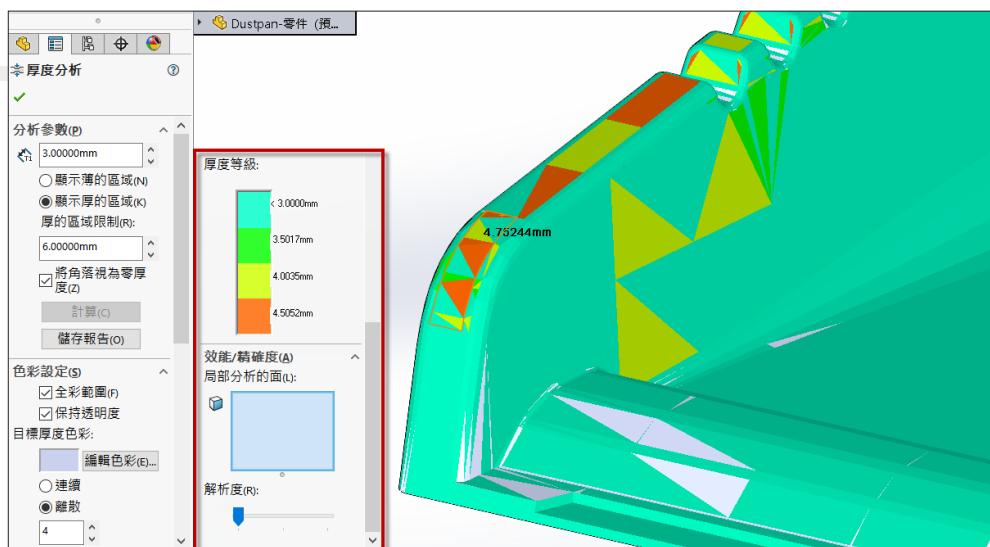 Dustpan-零件 (預...
厚度分析
分析參數(P)
T1
3.00000mm
顯示薄的區域(N)
顯示厚的區域(K)
厚的區域限制(R):
6.00000mm
將角落視為零厚
度(Z)
計算(C)
儲存報告(O)
色彩設定(S)
全彩範圍(F)
保持透明度
目標厚度色彩:
編輯色彩(E)...
連續
離散
4
厚度等級:
< 3.0000mm
3.5017mm
4.0035mm
4.5052mm
效能/精確度(A)
局部分析的面(L):
解析度(R):
4.75244mm